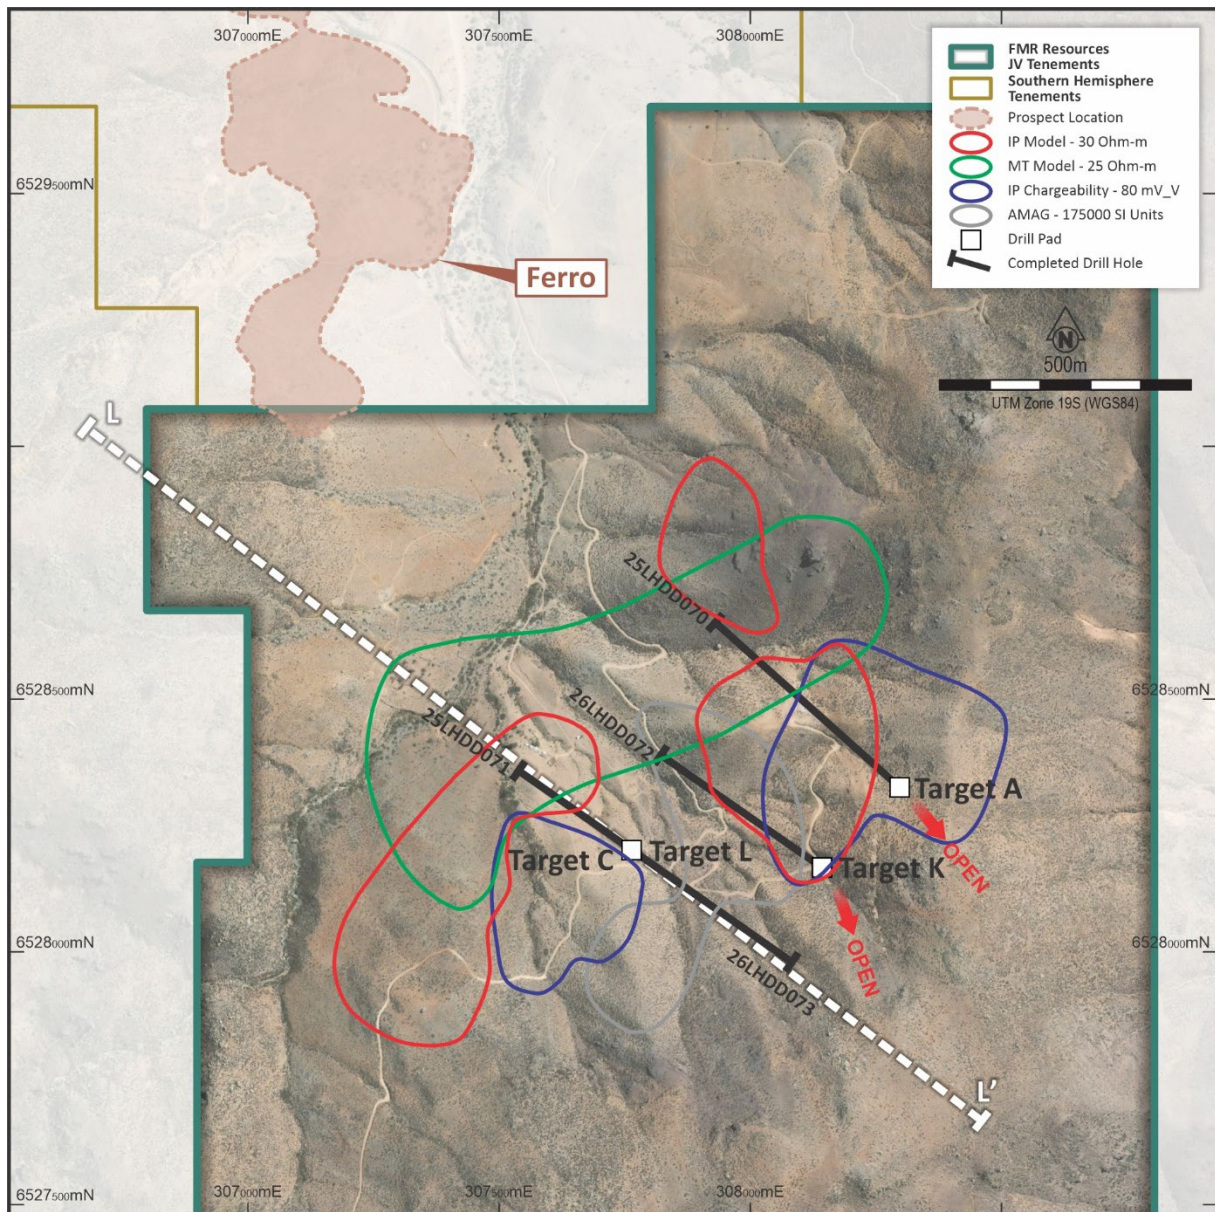 307000mE
307500mE
308000mE
FMR Resources
JV Tenements
Southern Hemisphere
Tenements
Prospect Location
IP Model - 30 Ohm-m
MT Model - 25 Ohm-m
IP Chargeability - 80 mV_V
AMAG - 175000 SI Units
Drill Pad
Completed Drill Hole
6529500mN
Ferro
N
500m
UTM Zone 19S (WGS84)
L
25LHDD070
6528500mN
6528500mN
26LHDD072
25LHDD071
Target A
OPEN
Target C
Target L
Target K
OPEN
6528000mN
6528000mN
26LHDD073
L'
6527500mN
307000mE
307500mE
308000mE